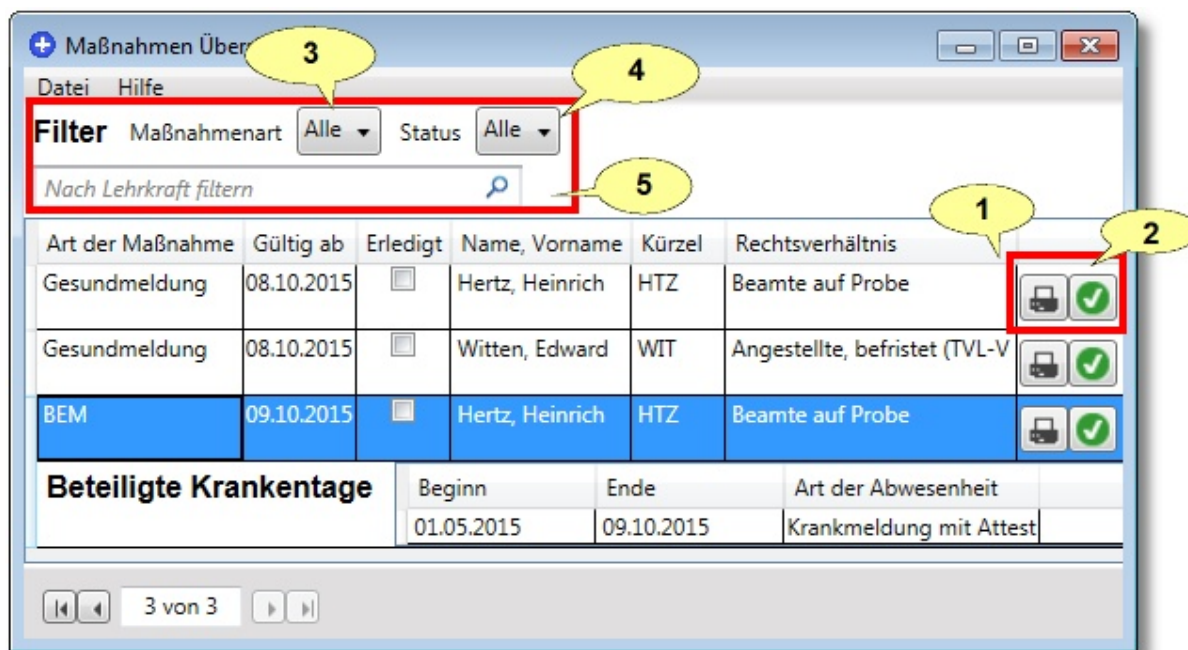 Maßnahmen Über
3
4
Datei Hilfe
Filter Maßnahmenart Alle Status Alle
Nach Lehrkraft filtern
5
1
2
Art der Maßnahme Gültig ab Erledigt Name, Vorname Kürzel Rechtsverhältnis
Gesundmeldung 08.10.2015 Hertz, Heinrich HTZ Beamte auf Probe
Gesundmeldung 08.10.2015 Witten, Edward WIT Angestellte, befristet (TVL-V
BEM 09.10.2015 Hertz, Heinrich HTZ Beamte auf Probe
Beteiligte Krankentage Beginn Ende Art der Abwesenheit
01.05.2015 09.10.2015 Krankmeldung mit Attest
3 von 3